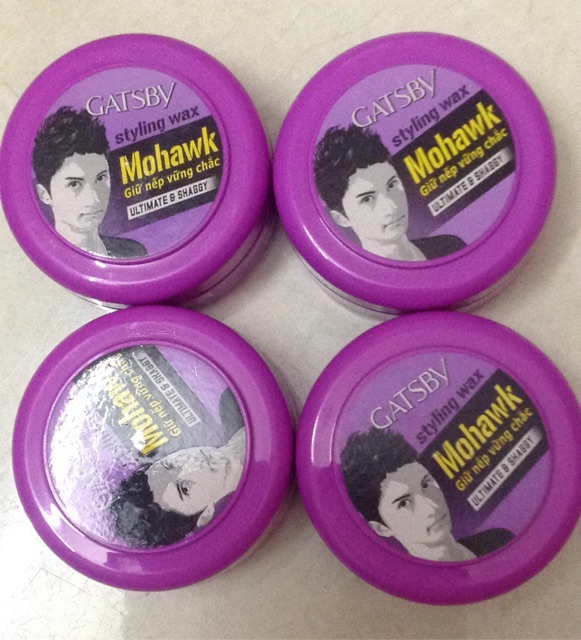 GATSBY
styling wax
Mohawk
Giữ nếp vững chắc
ULTIMATE & SHAGGY
GATSBY
styling wax
Mohawk
Giữ nếp vững chắc
ULTIMATE & SHAGGY
Mohawk
Giữ nếp vững
ULTIMATE & SHAGGY
GATSBY
styling wax
Mohawk
Giữ nếp vững chắc
ULTIMATE & SHAGGY